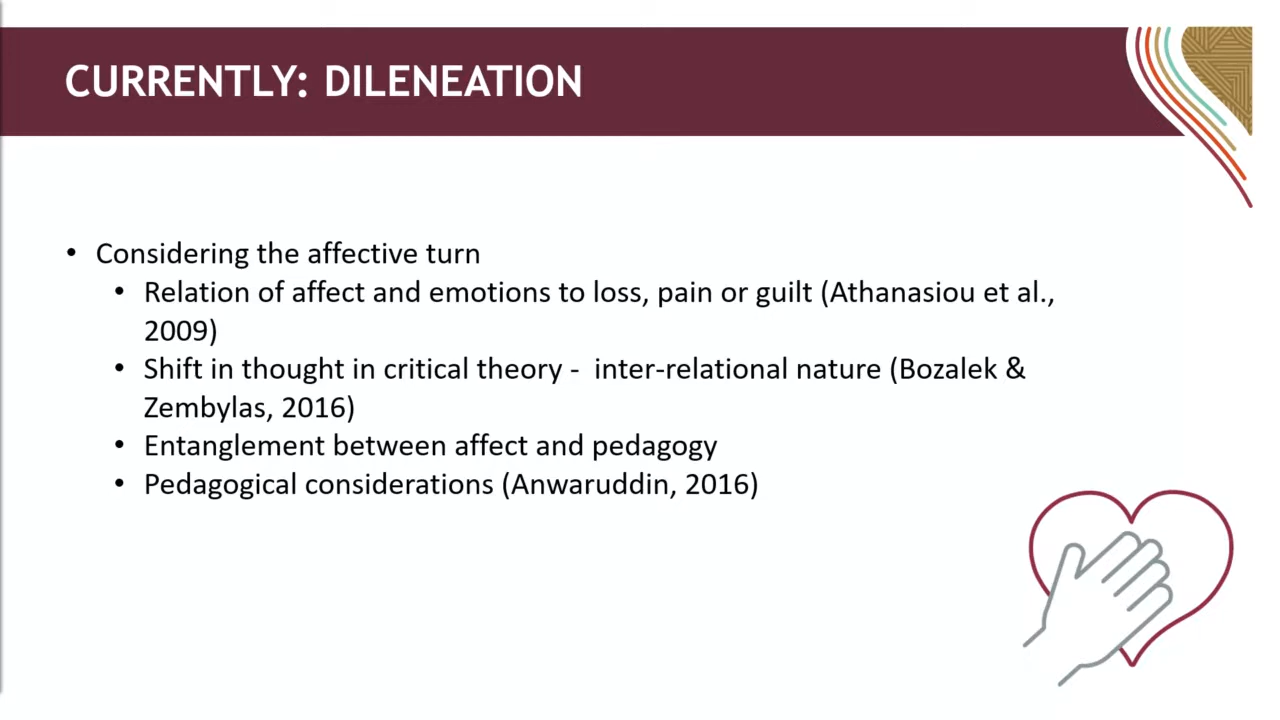 CURRENTLY: DILENEATION
• Considering the affective turn
• Relation of affect and emotions to loss, pain or guilt (Athanasiou et al.,
2009)
• Shift in thought in critical theory -  inter-relational nature (Bozalek &
Zembylas, 2016)
• Entanglement between affect and pedagogy
• Pedagogical considerations (Anwaruddin, 2016)